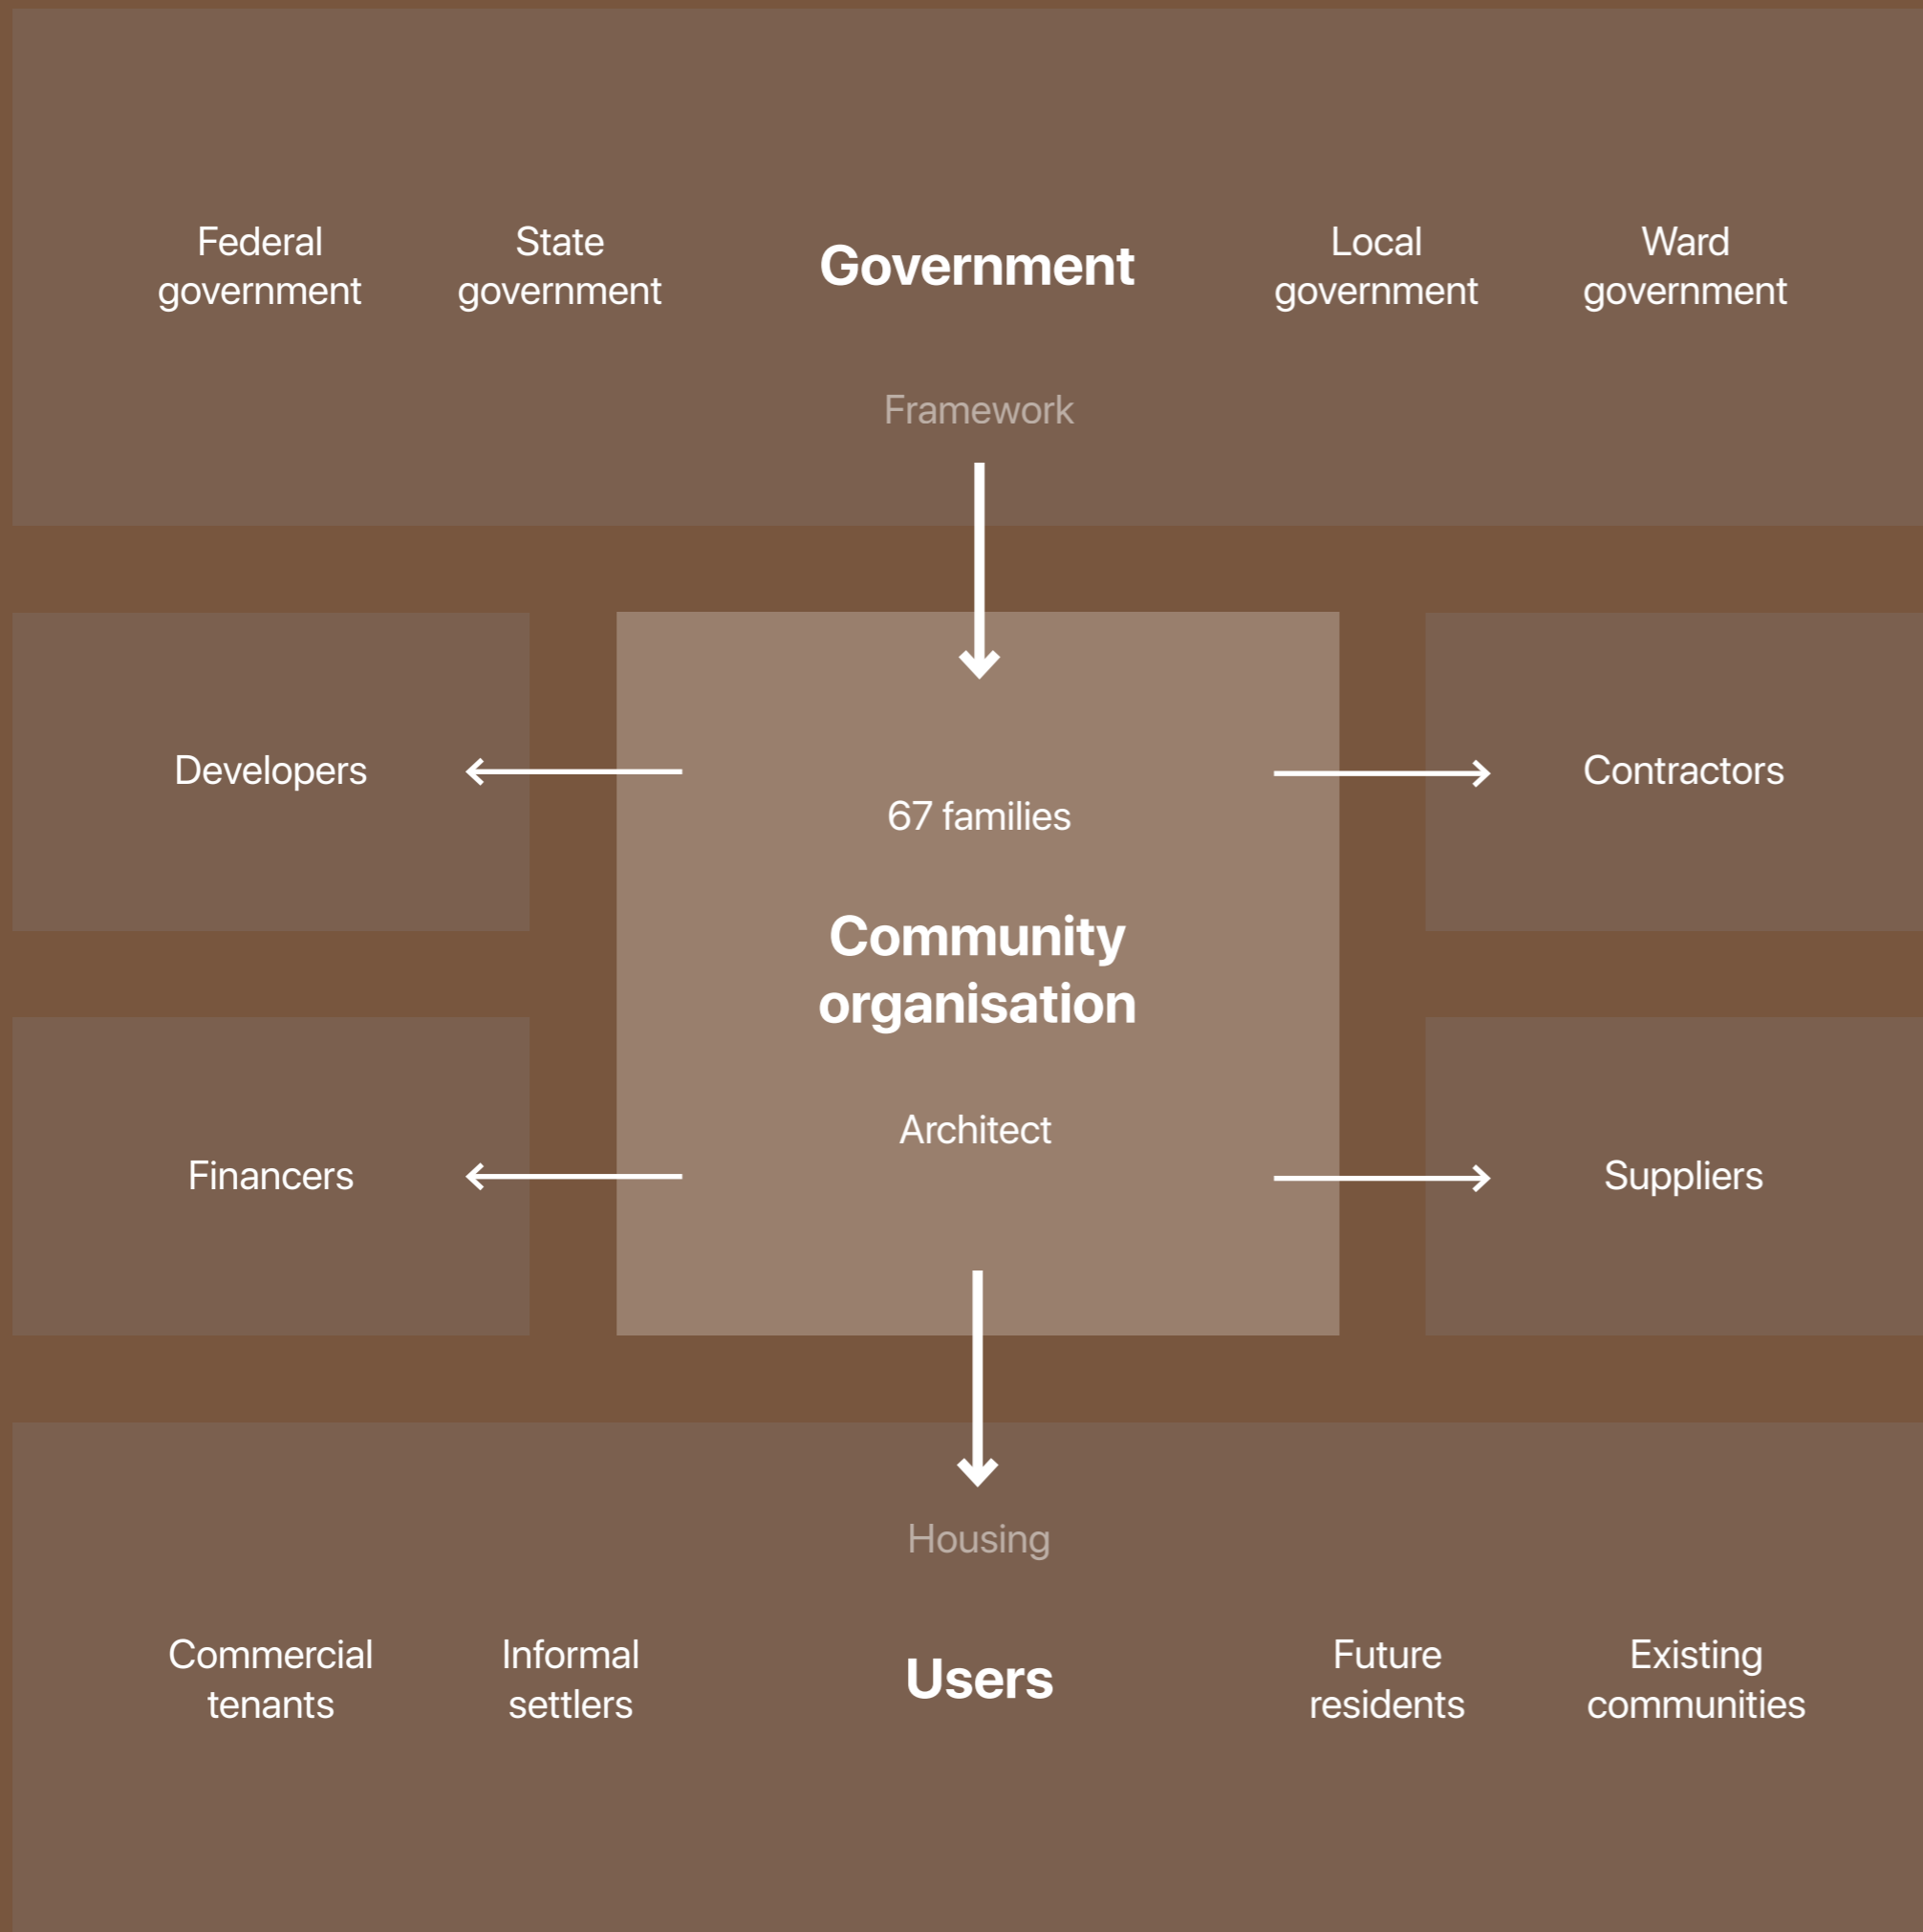 Federal
government
State
government
Government
Local
government
Ward
government
Framework
Developers
Contractors
67 families
Community
organisation
Architect
Financers
Suppliers
Housing
Commercial
tenants
Informal
settlers
Users
Future
residents
Existing
communities